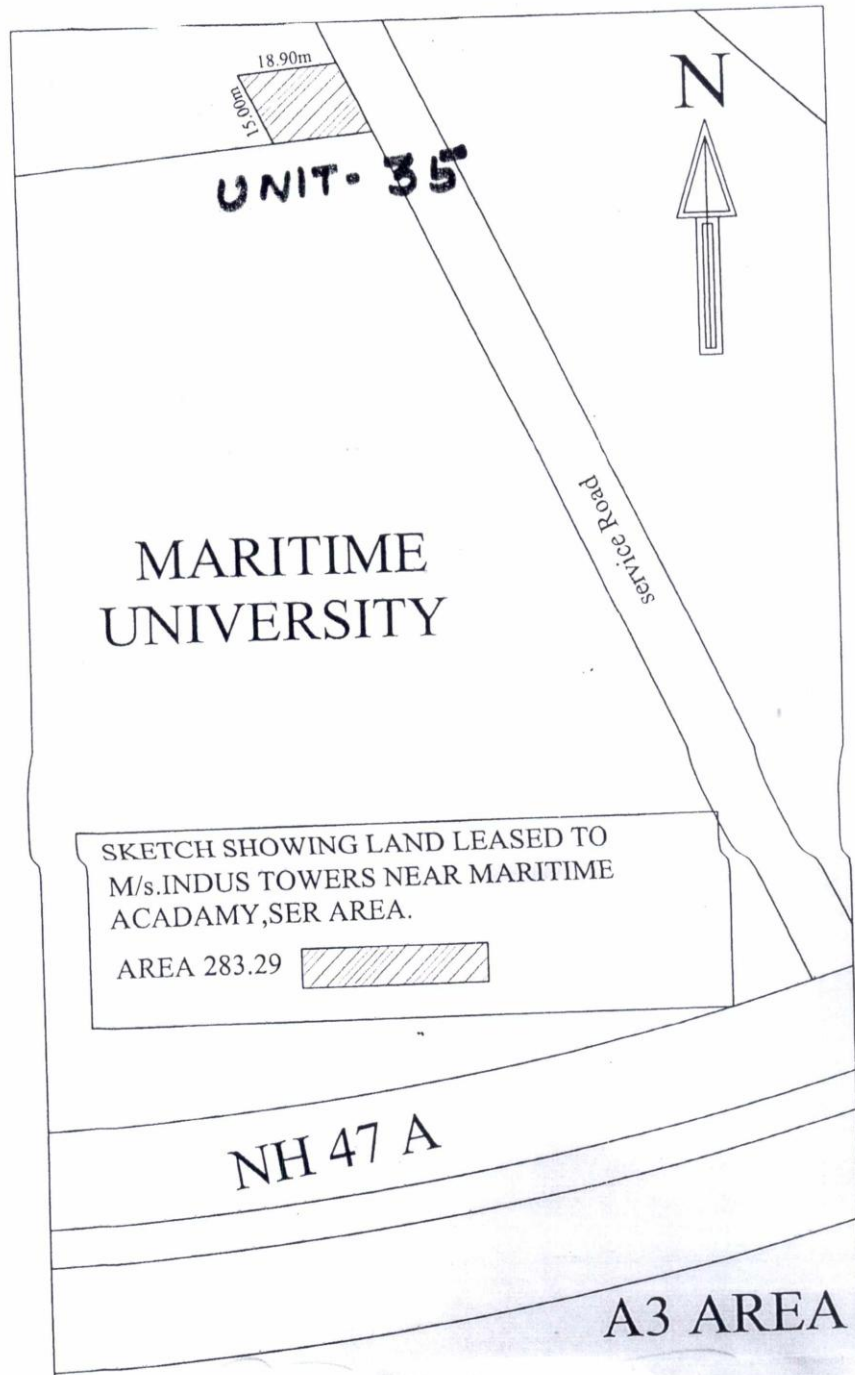 18.90m
15.00m
UNIT- 35
N
service Road
MARITIME
UNIVERSITY
SKETCH SHOWING LAND LEASED TO
M/s.INDUS TOWERS NEAR MARITIME
ACADAMY,SER AREA.
AREA 283.29
NH 47 A
A3 AREA